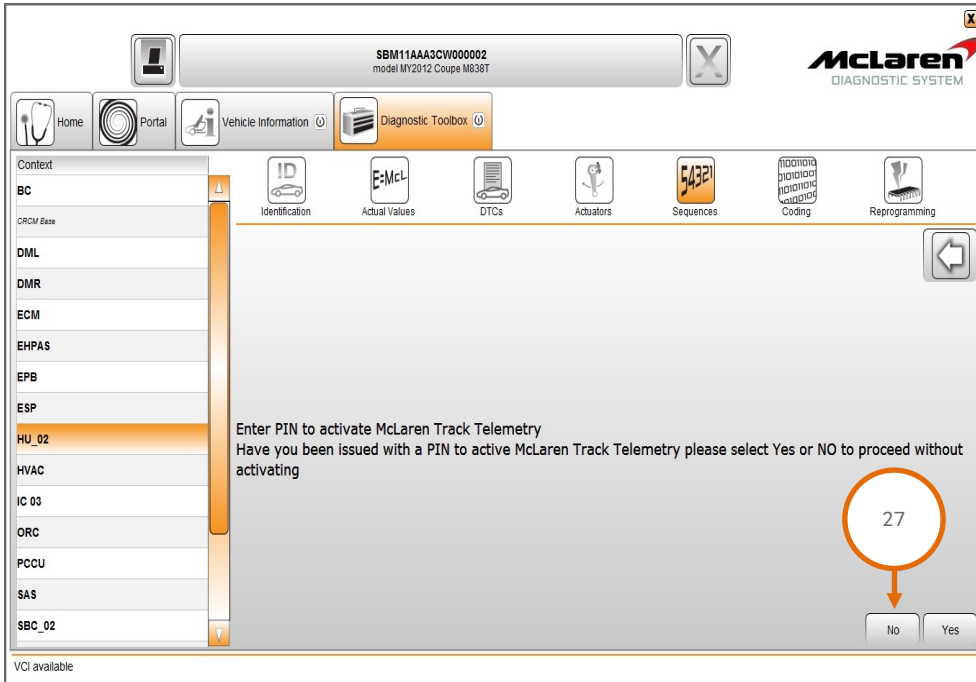 X
SBM11AAA3CW000002
model MY2012 Coupe M838T
X
McLaren
DIAGNOSTIC SYSTEM
Home
Portal
Vehicle Information
Diagnostic Toolbox
Context
BC
CRCM Base
DML
DMR
ECM
EHPAS
EPB
ESP
HU_02
HVAC
IC 03
ORC
PCCU
SAS
SBC_02
ID
Identification
E=McL
Actual Values
DTCs
Actuators
54321
Sequences
Coding
Reprogramming
Enter PIN to activate McLaren Track Telemetry
Have you been issued with a PIN to active McLaren Track Telemetry please select Yes or NO to proceed without
activating
27
No
Yes
VCI available